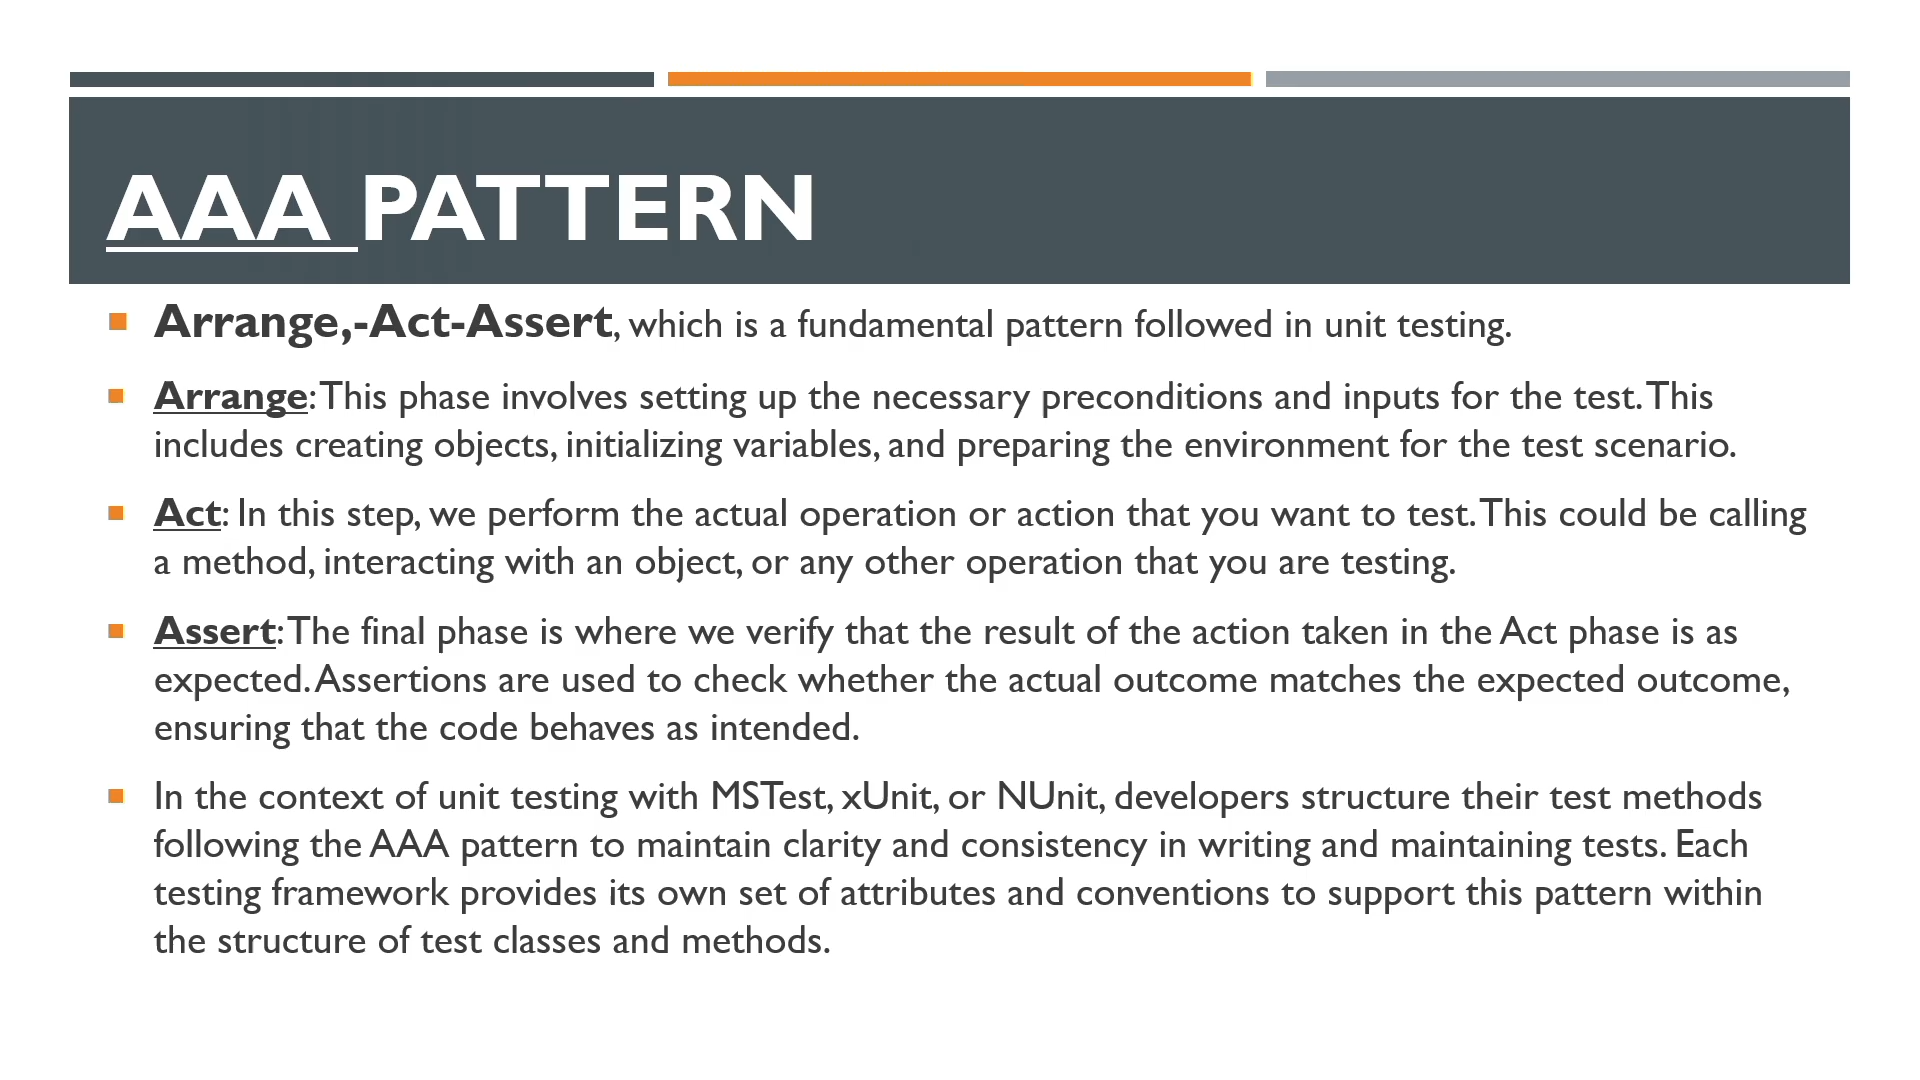 AAA PATTERN
Arrange,-Act-Assert, which is a fundamental pattern followed in unit testing.
Arrange: This phase involves setting up the necessary preconditions and inputs for the test. This
includes creating objects, initializing variables, and preparing the environment for the test scenario.
Act: In this step, we perform the actual operation or action that you want to test. This could be calling
a method, interacting with an object, or any other operation that you are testing.
Assert: The final phase is where we verify that the result of the action taken in the Act phase is as
expected. Assertions are used to check whether the actual outcome matches the expected outcome,
ensuring that the code behaves as intended.
In the context of unit testing with MSTest, xUnit, or NUnit, developers structure their test methods
following the AAA pattern to maintain clarity and consistency in writing and maintaining tests. Each
testing framework provides its own set of attributes and conventions to support this pattern within
the structure of test classes and methods.